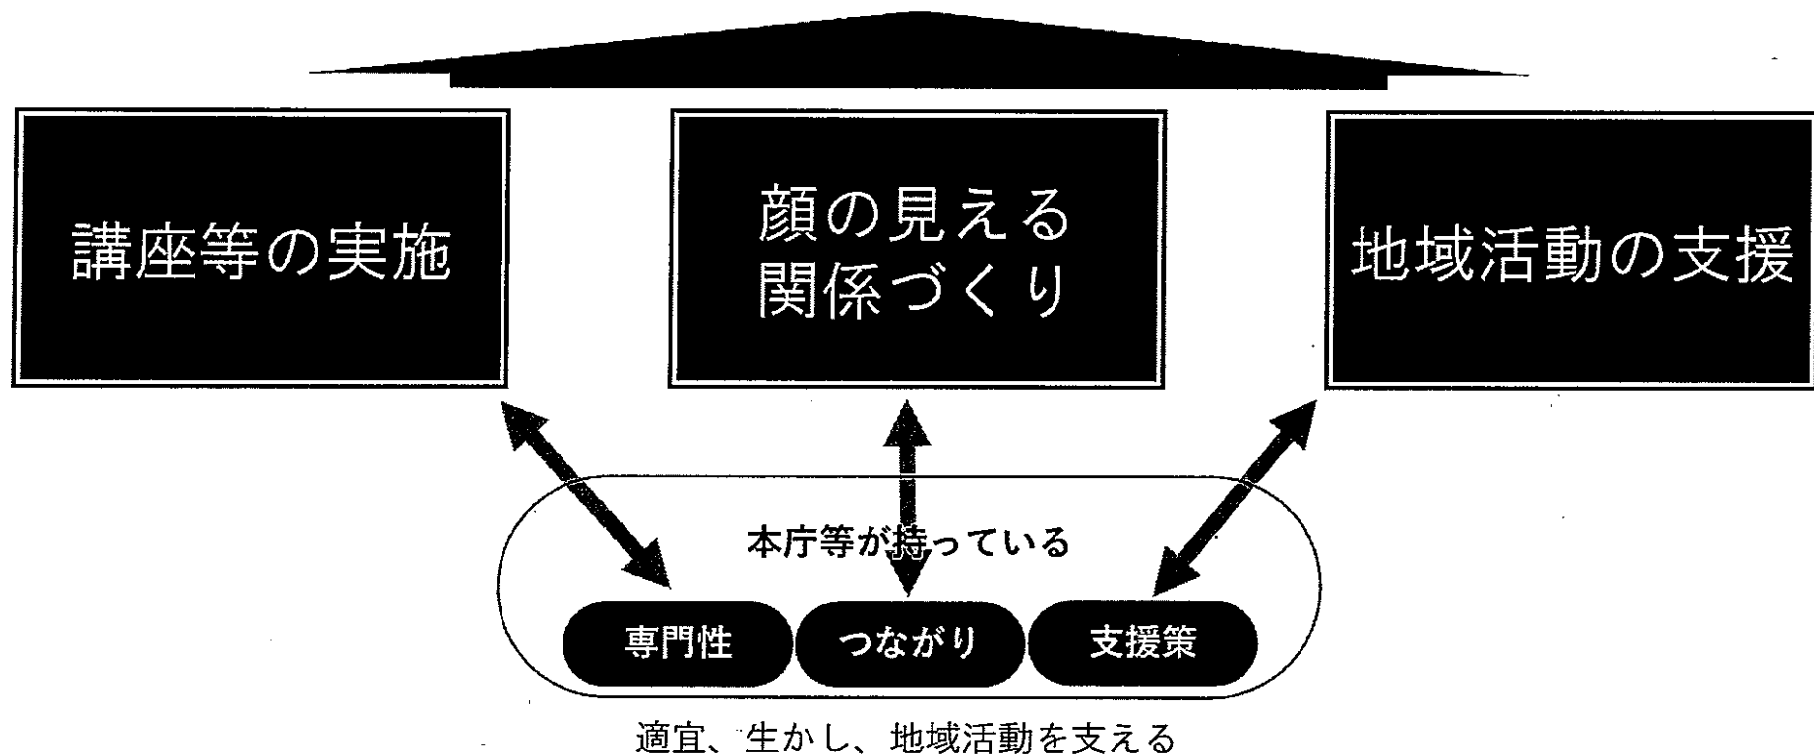 講座等の実施
顔の見える
関係づくり
地域活動の支援
本庁等が持っている
専門性
つながり
支援策
適宜、生かし、地域活動を支える